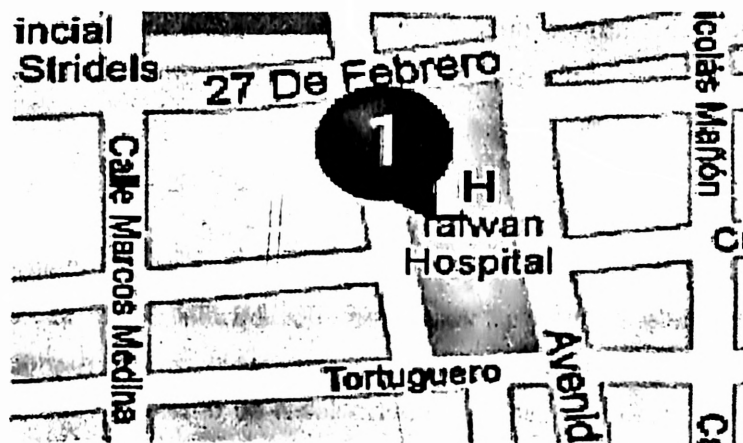 incial
Stridels
27 De Febrero
icolás Mañón
1
Calle Marcos Medina
H
Taiwan
Hospital
Tortuguero
Avenid